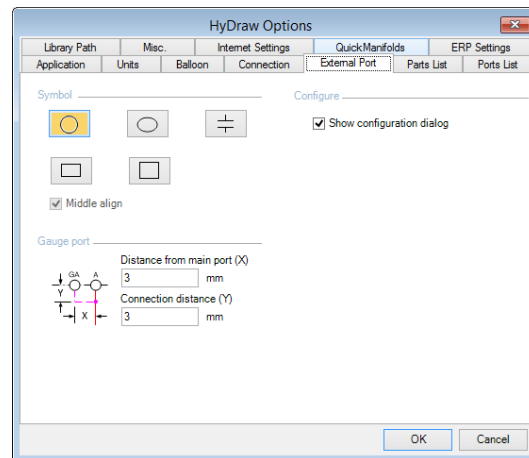 HyDraw Options
Library Path Misc. Internet Settings QuickManifolds ERP Settings
Application Units Balloon Connection External Port Parts List Ports List
Symbol Configure
Show configuration dialog
Middle align
Gauge port
Distance from main port (X)
GA A 3 mm
Y Connection distance (Y)
X 3 mm
OK Cancel